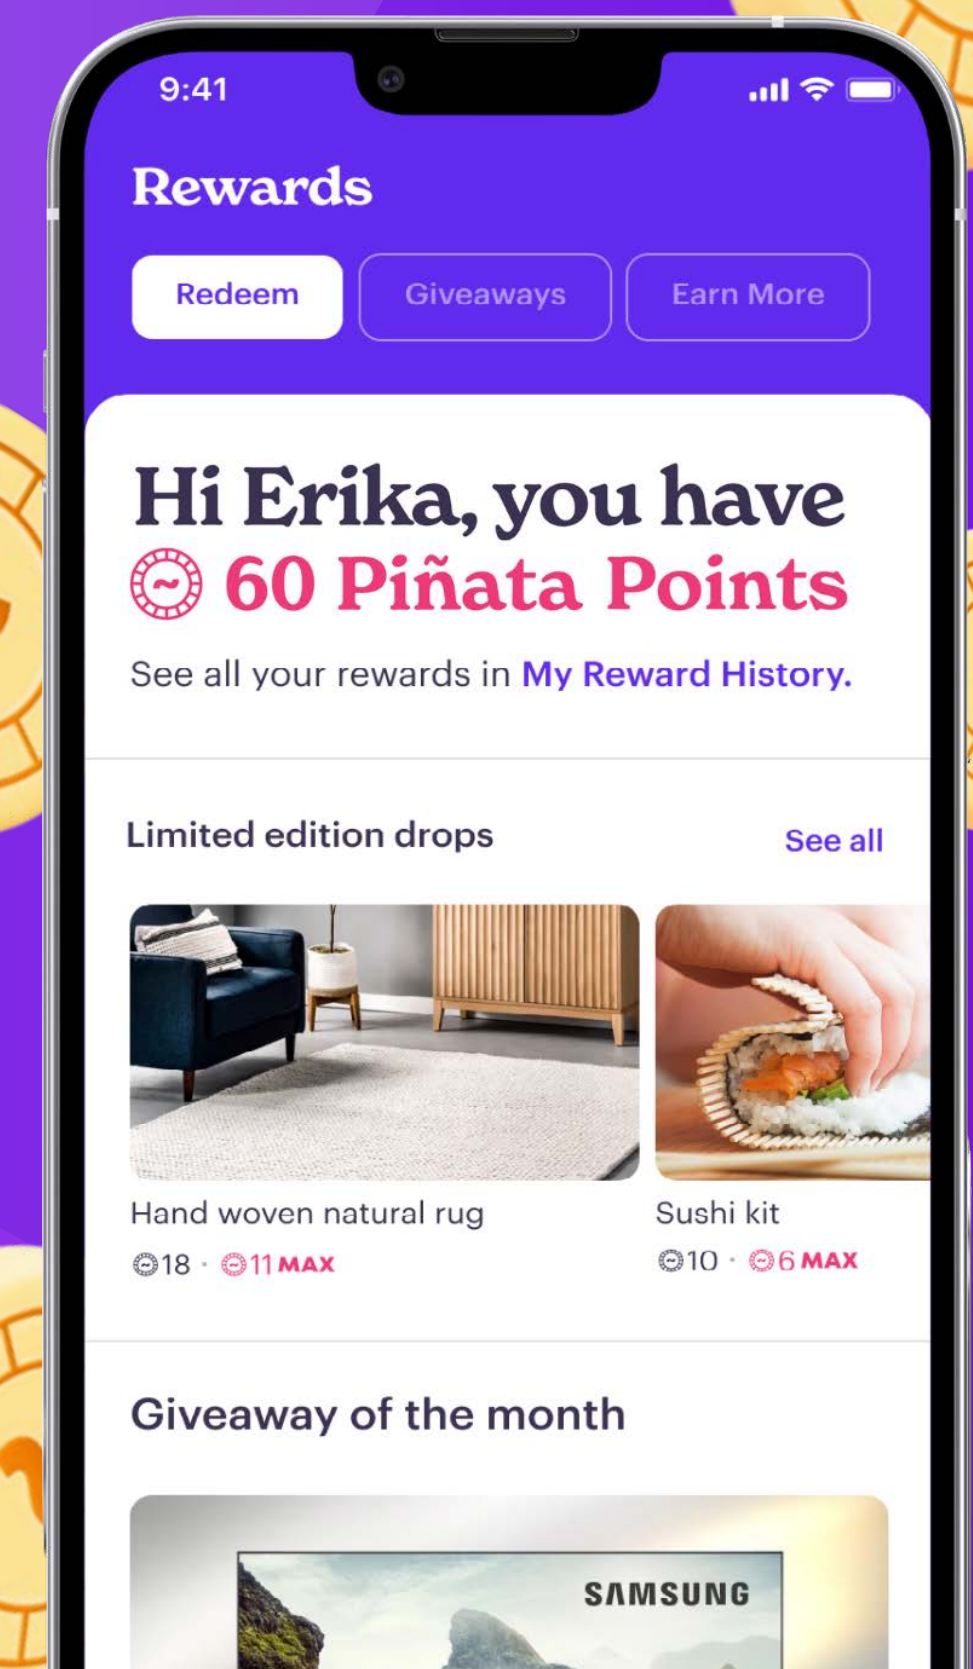 9:41
Rewards
Redeem
Giveaways
Earn More
Hi Erika, you have
60 Piñata Points
See all your rewards in My Reward History.
Limited edition drops
See all
Hand woven natural rug
18 · 11 MAX
Sushi kit
10 · 6 MAX
Giveaway of the month
SAMSUNG